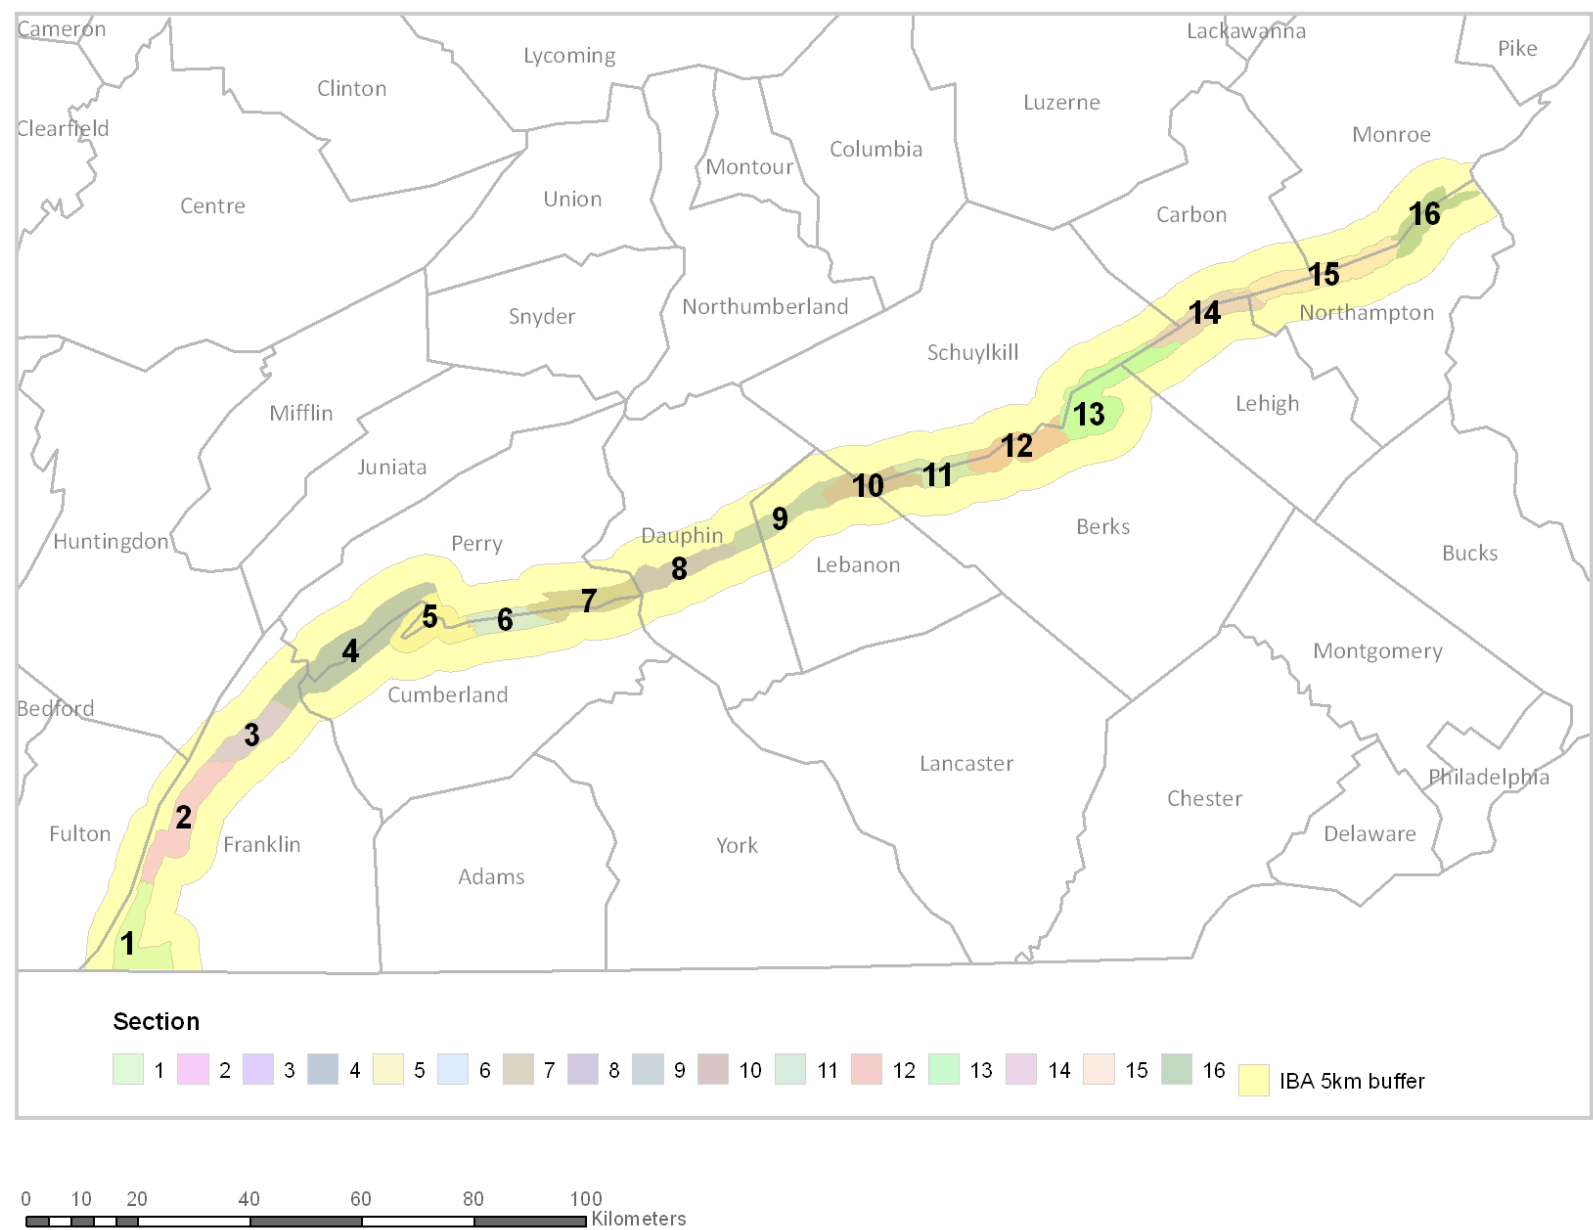 Cameron
Lycoming
Lackawanna
Pike
Clinton
Luzerne
Clearfield
Monroe
Columbia
Montour
Centre
Union
Carbon
16
15
Snyder
Northumberland
14
Northampton
Schuylkill
Mifflin
Lehigh
13
Juniata
12
11
10
9
Huntingdon
Perry
Dauphin
Berks
Bucks
8
Lebanon
7
6
5
4
Montgomery
Cumberland
Bedford
3
Lancaster
Philadelphia
Chester
2
Fulton
Franklin
York
Delaware
Adams
1
Section
1 2 3 4 5 6 7 8 9 10 11 12 13 14 15 16 IBA 5km buffer
0 10 20 40 60 80 100
Kilometers